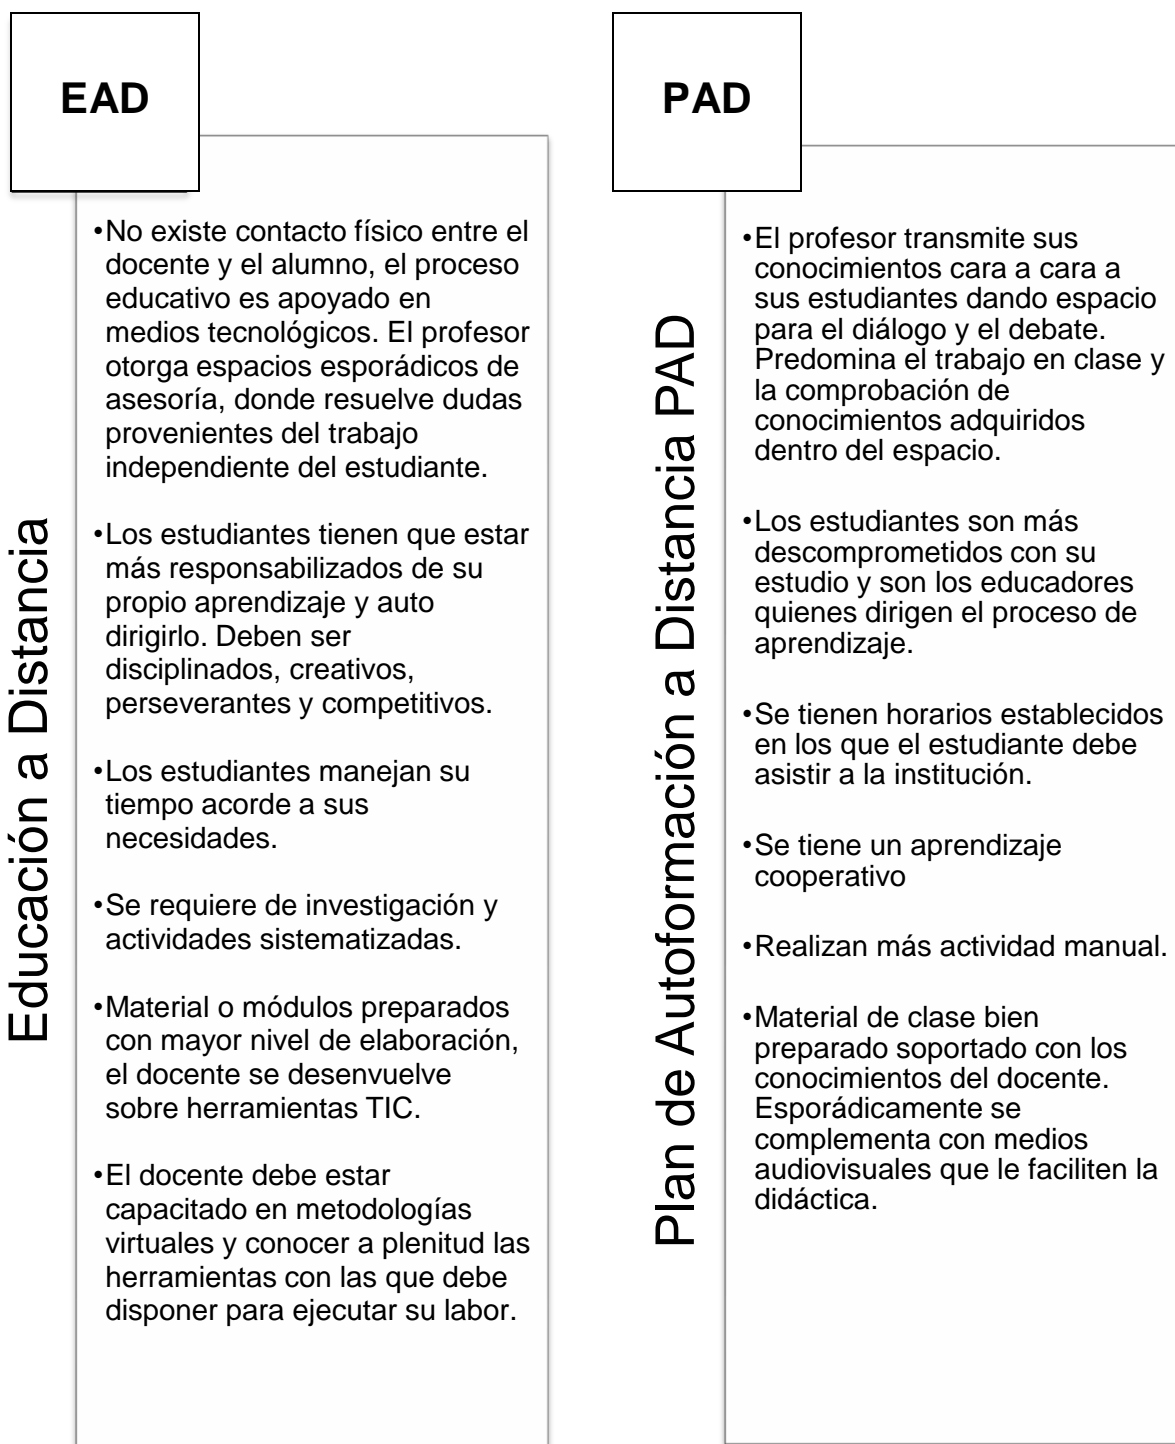 EAD
Educación a Distancia
•No existe contacto físico entre el
docente y el alumno, el proceso
educativo es apoyado en
medios tecnológicos. El profesor
otorga espacios esporádicos de
asesoría, donde resuelve dudas
provenientes del trabajo
independiente del estudiante.
•Los estudiantes tienen que estar
más responsabilizados de su
propio aprendizaje y auto
dirigirlo. Deben ser
disciplinados, creativos,
perseverantes y competitivos.
•Los estudiantes manejan su
tiempo acorde a sus
necesidades.
•Se requiere de investigación y
actividades sistematizadas.
•Material o módulos preparados
con mayor nivel de elaboración,
el docente se desenvuelve
sobre herramientas TIC.
•El docente debe estar
capacitado en metodologías
virtuales y conocer a plenitud las
herramientas con las que debe
disponer para ejecutar su labor.
PAD
Plan de Autoformación a Distancia PAD
•El profesor transmite sus
conocimientos cara a cara a
sus estudiantes dando espacio
para el diálogo y el debate.
Predomina el trabajo en clase y
la comprobación de
conocimientos adquiridos
dentro del espacio.
•Los estudiantes son más
descomprometidos con su
estudio y son los educadores
quienes dirigen el proceso de
aprendizaje.
•Se tienen horarios establecidos
en los que el estudiante debe
asistir a la institución.
•Se tiene un aprendizaje
cooperativo
•Realizan más actividad manual.
•Material de clase bien
preparado soportado con los
conocimientos del docente.
Esporádicamente se
complementa con medios
audiovisuales que le faciliten la
didáctica.